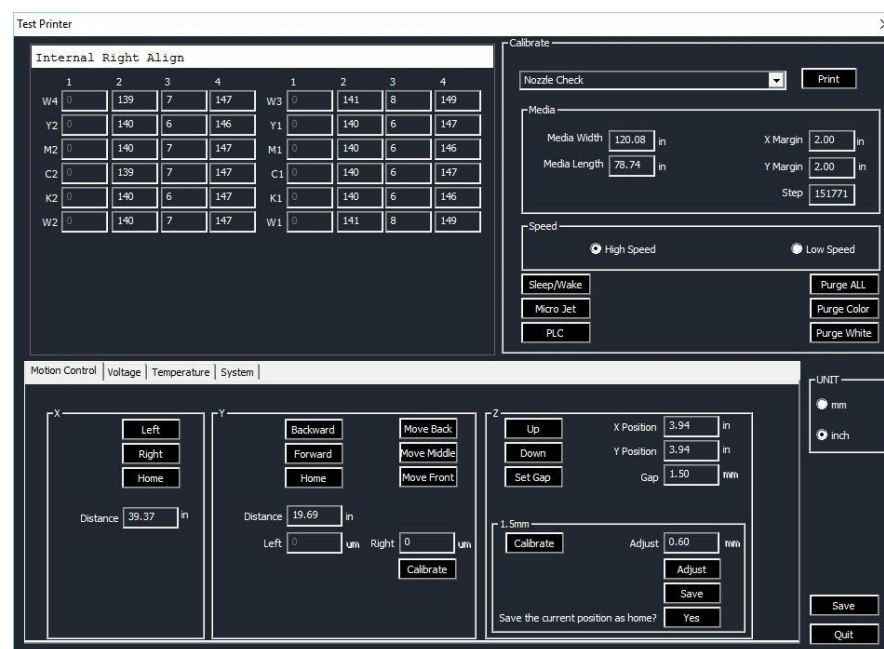 Test Printer
Internal Right Align
1 2 3 4 1 2 3 4
W4 0 139 7 147 W3 0 141 8 149
Y2 0 140 6 146 Y1 0 140 6 147
M2 0 140 7 147 M1 0 140 6 146
C2 0 139 7 147 C1 0 140 6 147
K2 0 140 6 147 K1 0 140 6 146
W2 0 140 7 147 W1 0 141 8 149
Calibrate
Nozzle Check Print
Media
Media Width 120.08 in X Margin 2.00 in
Media Length 78.74 in Y Margin 2.00 in
Step 151771
Speed
High Speed Low Speed
Sleep/Wake Purge ALL
Micro Jet Purge Color
PLC Purge White
Motion Control Voltage Temperature System
X
Left
Right
Home
Distance 39.37 in
Y
Backward Move Back
Forward Move Middle
Home Move Front
Distance 19.69 in
Left 0 um Right 0 um
Calibrate
Z
Up X Position 3.94 in
Down Y Position 3.94 in
Set Gap Gap 1.50 mm
1.5mm
Calibrate Adjust 0.60 mm
Adjust
Save
Save the current position as home? Yes
UNIT
mm
inch
Save
Quit